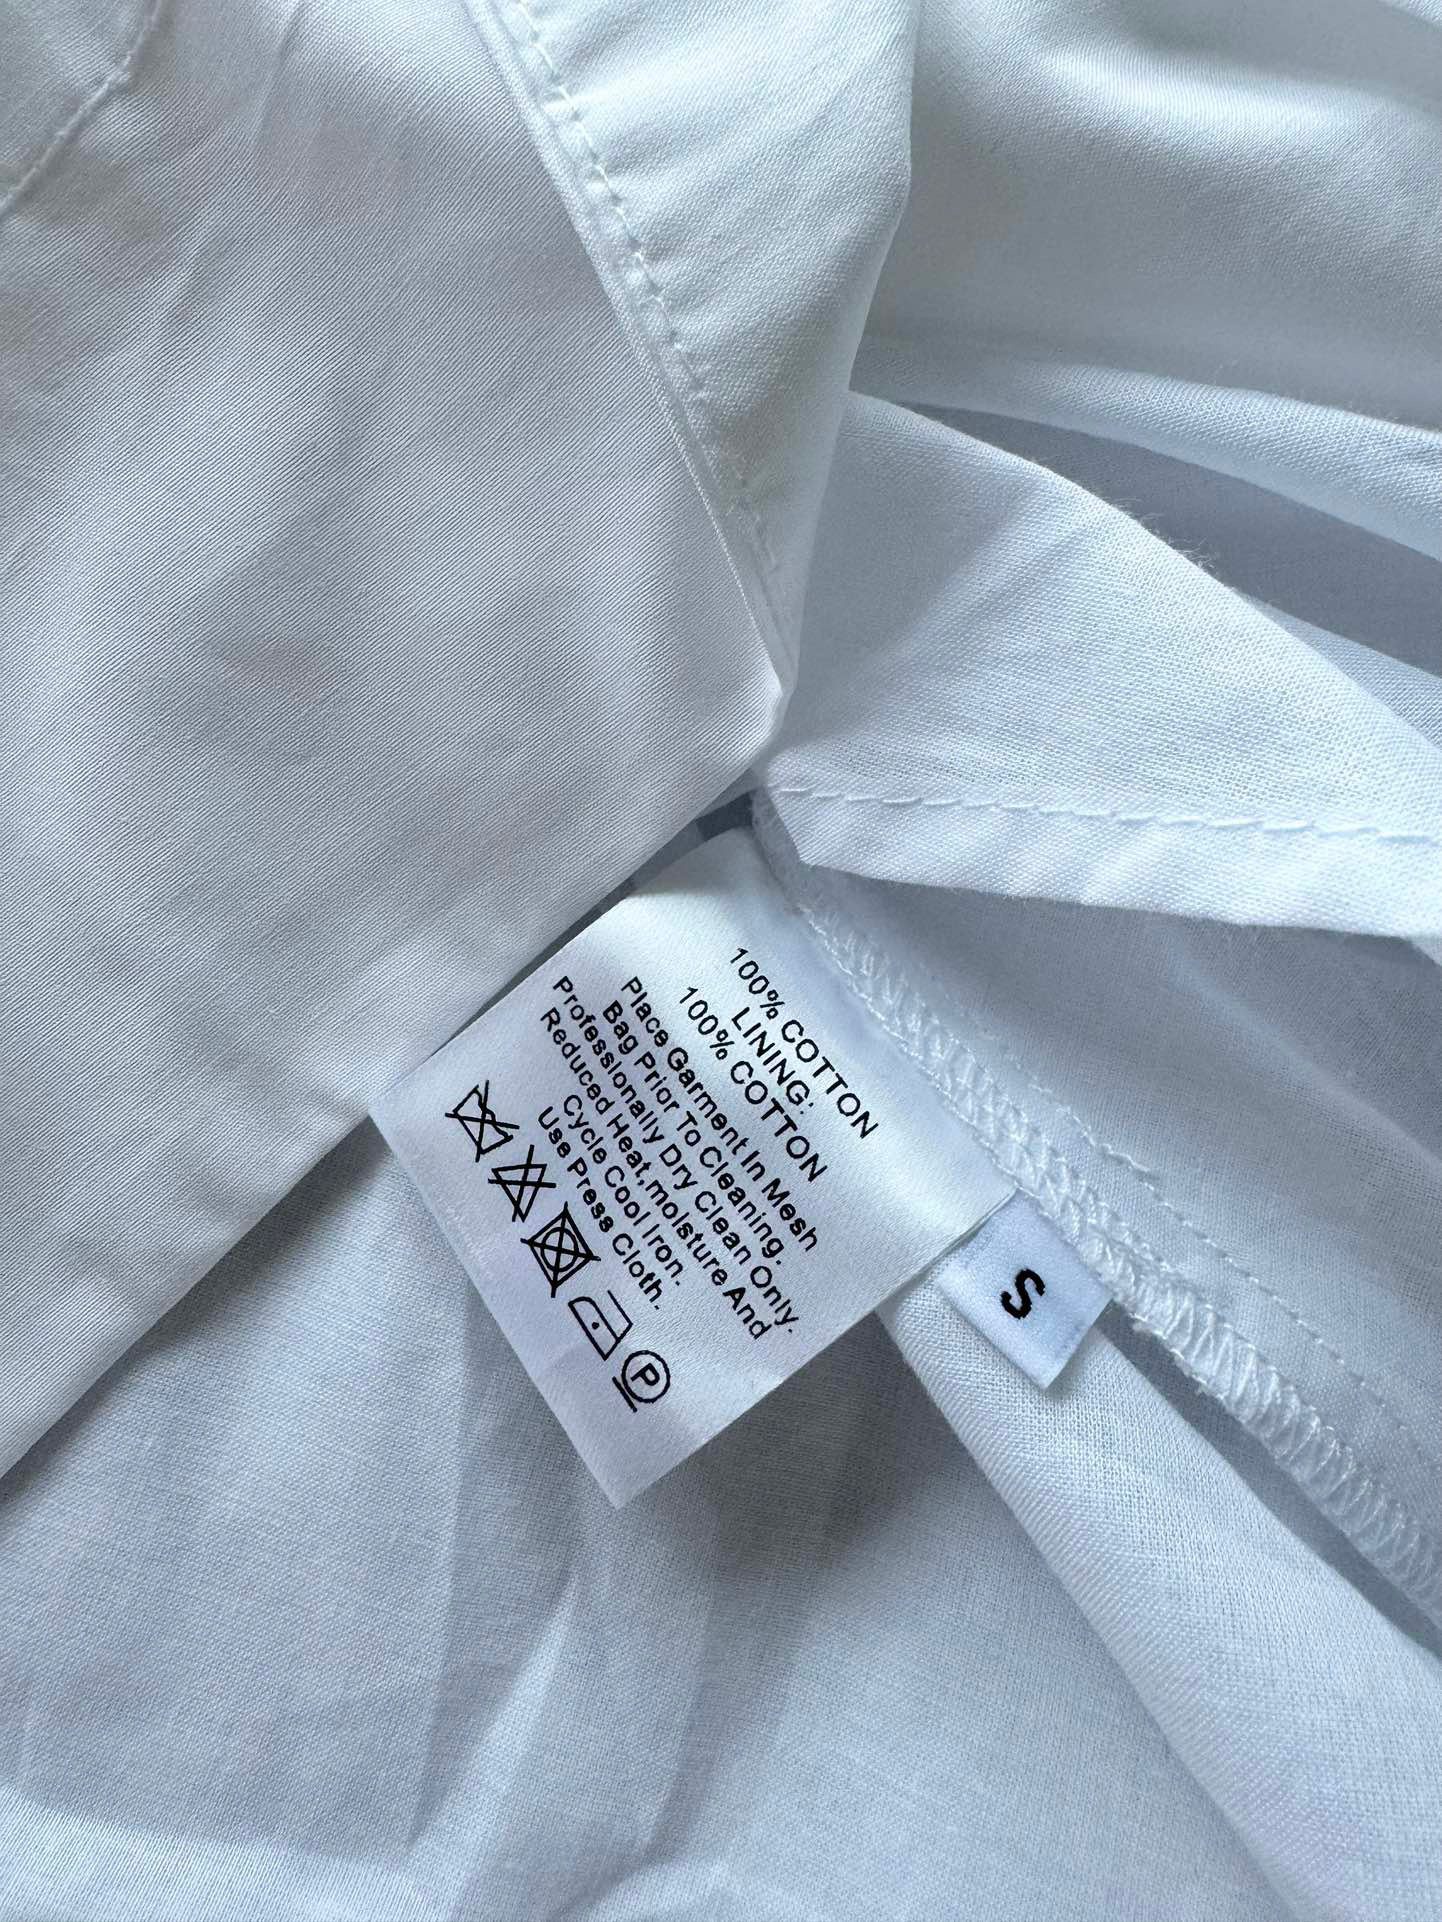 100% COTTON
LINING:
100% COTTON
Place Garment In Mesh
Bag Prior To Cleaning.
Professionally Dry Clean Only.
Reduced Heat,moisture And
Cycle Cool Iron.
Use Press Cloth.
P
S